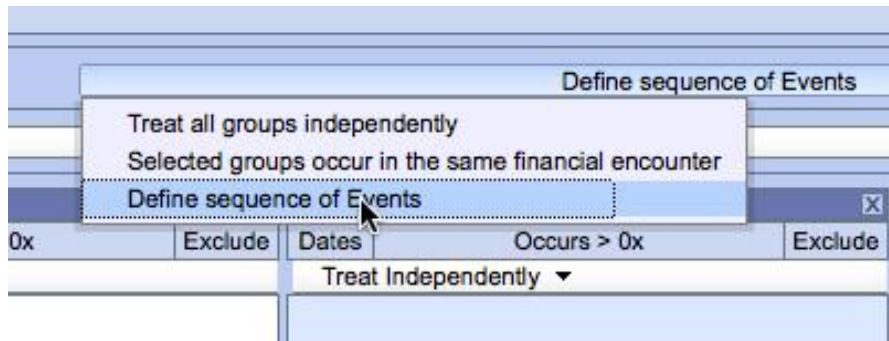 Define sequence of Events
Treat all groups independently
Selected groups occur in the same financial encounter
Define sequence of Events
0x Exclude Dates Occurs > 0x Exclude
Treat Independently